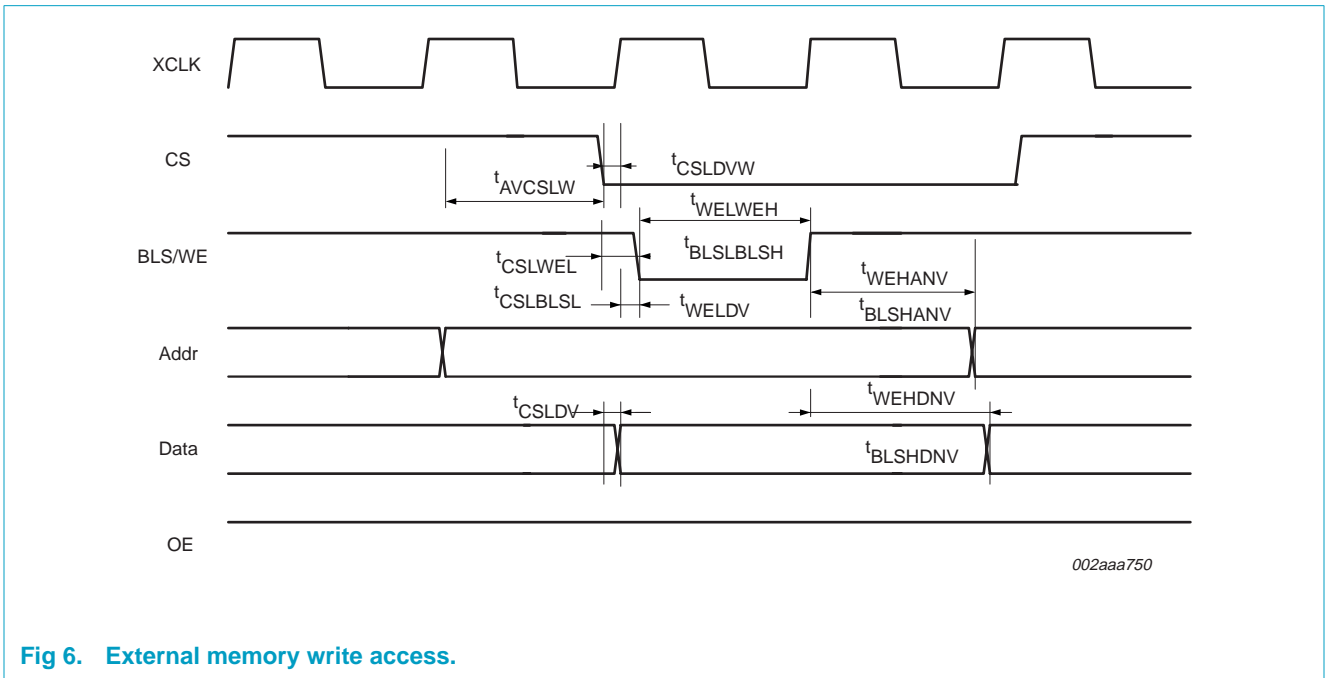 XCLK
CS
tCSLDVW
tAVCSLW
tWELWEH
BLS/WE
tBLSLBLSH
tCSLWEL
tWEHANV
tCSLBLSL
tWELDV
tBLSHANV
Addr
tWEHDNV
tCSLDV
Data
tBLSHDNV
OE
002aaa750
Fig 6. External memory write access.